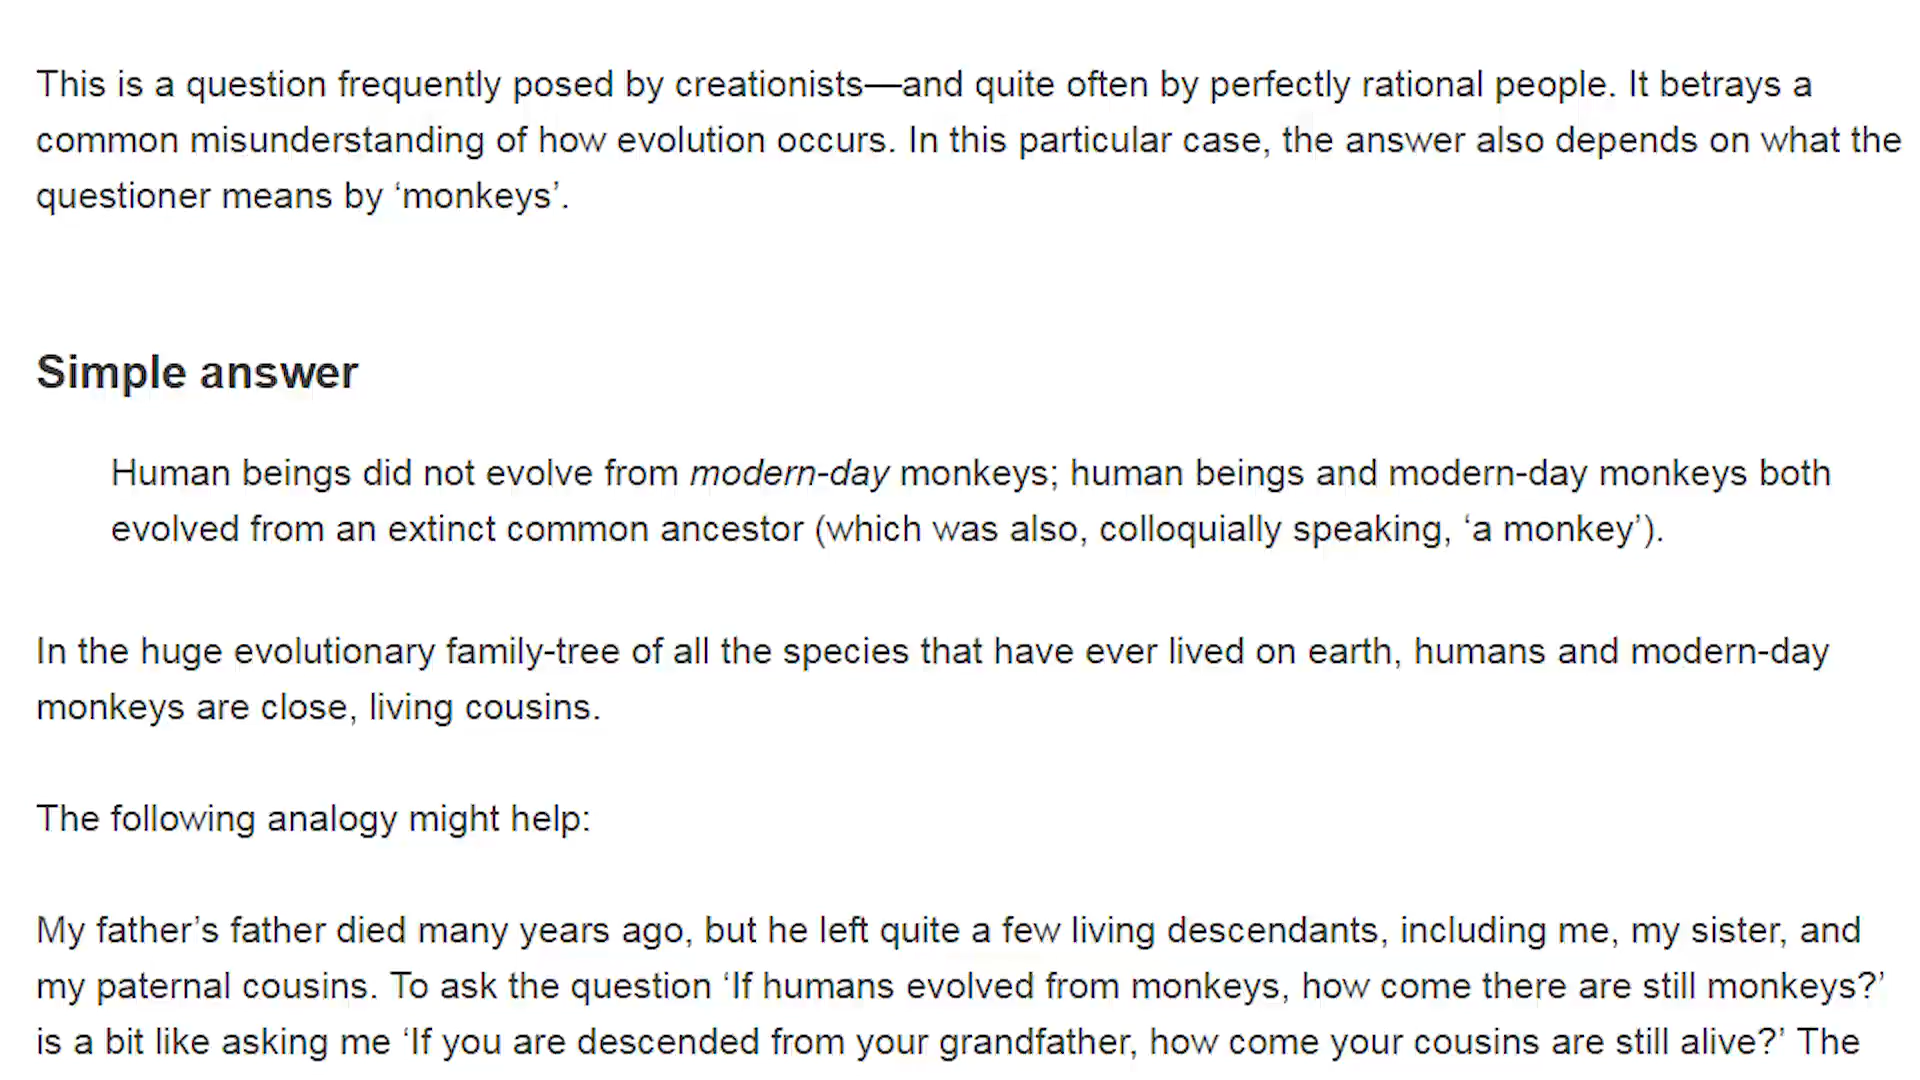 This is a question frequently posed by creationists—and quite often by perfectly rational people. It betrays a
common misunderstanding of how evolution occurs. In this particular case, the answer also depends on what the
questioner means by ‘monkeys’.
Simple answer
Human beings did not evolve from modern-day monkeys; human beings and modern-day monkeys both
evolved from an extinct common ancestor (which was also, colloquially speaking, ‘a monkey’).
In the huge evolutionary family-tree of all the species that have ever lived on earth, humans and modern-day
monkeys are close, living cousins.
The following analogy might help:
My father’s father died many years ago, but he left quite a few living descendants, including me, my sister, and
my paternal cousins. To ask the question ‘If humans evolved from monkeys, how come there are still monkeys?’
is a bit like asking me ‘If you are descended from your grandfather, how come your cousins are still alive?’ The